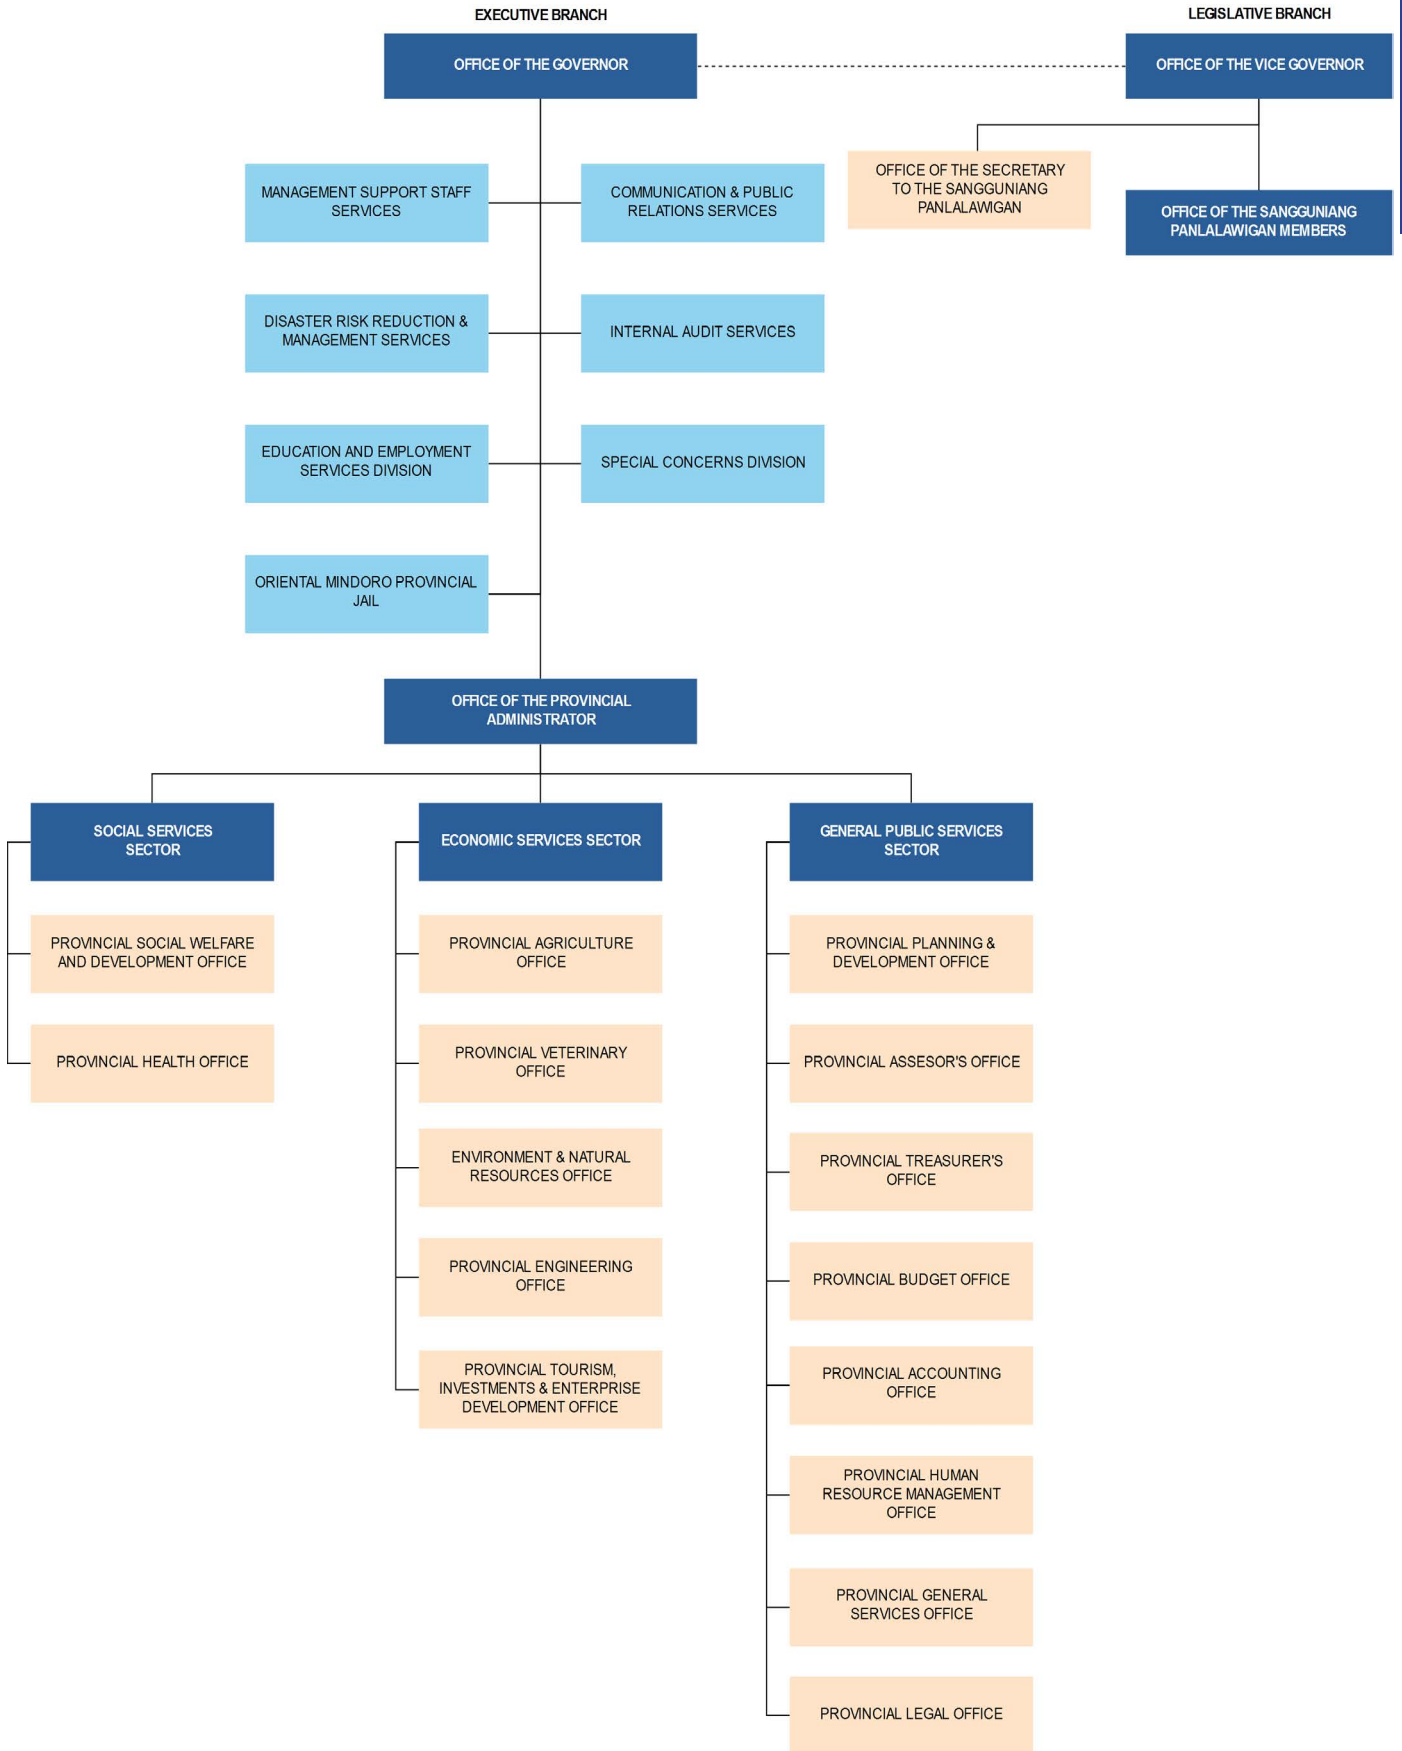 EXECUTIVE BRANCH
LEGISLATIVE BRANCH
OFFICE OF THE GOVERNOR
OFFICE OF THE VICE GOVERNOR
MANAGEMENT SUPPORT STAFF
SERVICES
COMMUNICATION & PUBLIC
RELATIONS SERVICES
OFFICE OF THE SECRETARY
TO THE SANGGUNIANG
PANLALAWIGAN
OFFICE OF THE SANGGUNIANG
PANLALAWIGAN MEMBERS
DISASTER RISK REDUCTION &
MANAGEMENT SERVICES
INTERNAL AUDIT SERVICES
EDUCATION AND EMPLOYMENT
SERVICES DIVISION
SPECIAL CONCERNS DIVISION
ORIENTAL MINDORO PROVINCIAL
JAIL
OFFICE OF THE PROVINCIAL
ADMINISTRATOR
SOCIAL SERVICES
SECTOR
PROVINCIAL SOCIAL WELFARE
AND DEVELOPMENT OFFICE
PROVINCIAL HEALTH OFFICE
ECONOMIC SERVICES SECTOR
PROVINCIAL AGRICULTURE
OFFICE
PROVINCIAL VETERINARY
OFFICE
ENVIRONMENT & NATURAL
RESOURCES OFFICE
PROVINCIAL ENGINEERING
OFFICE
PROVINCIAL TOURISM,
INVESTMENTS & ENTERPRISE
DEVELOPMENT OFFICE
GENERAL PUBLIC SERVICES
SECTOR
PROVINCIAL PLANNING &
DEVELOPMENT OFFICE
PROVINCIAL ASSESOR'S OFFICE
PROVINCIAL TREASURER'S
OFFICE
PROVINCIAL BUDGET OFFICE
PROVINCIAL ACCOUNTING
OFFICE
PROVINCIAL HUMAN
RESOURCE MANAGEMENT
OFFICE
PROVINCIAL GENERAL
SERVICES OFFICE
PROVINCIAL LEGAL OFFICE